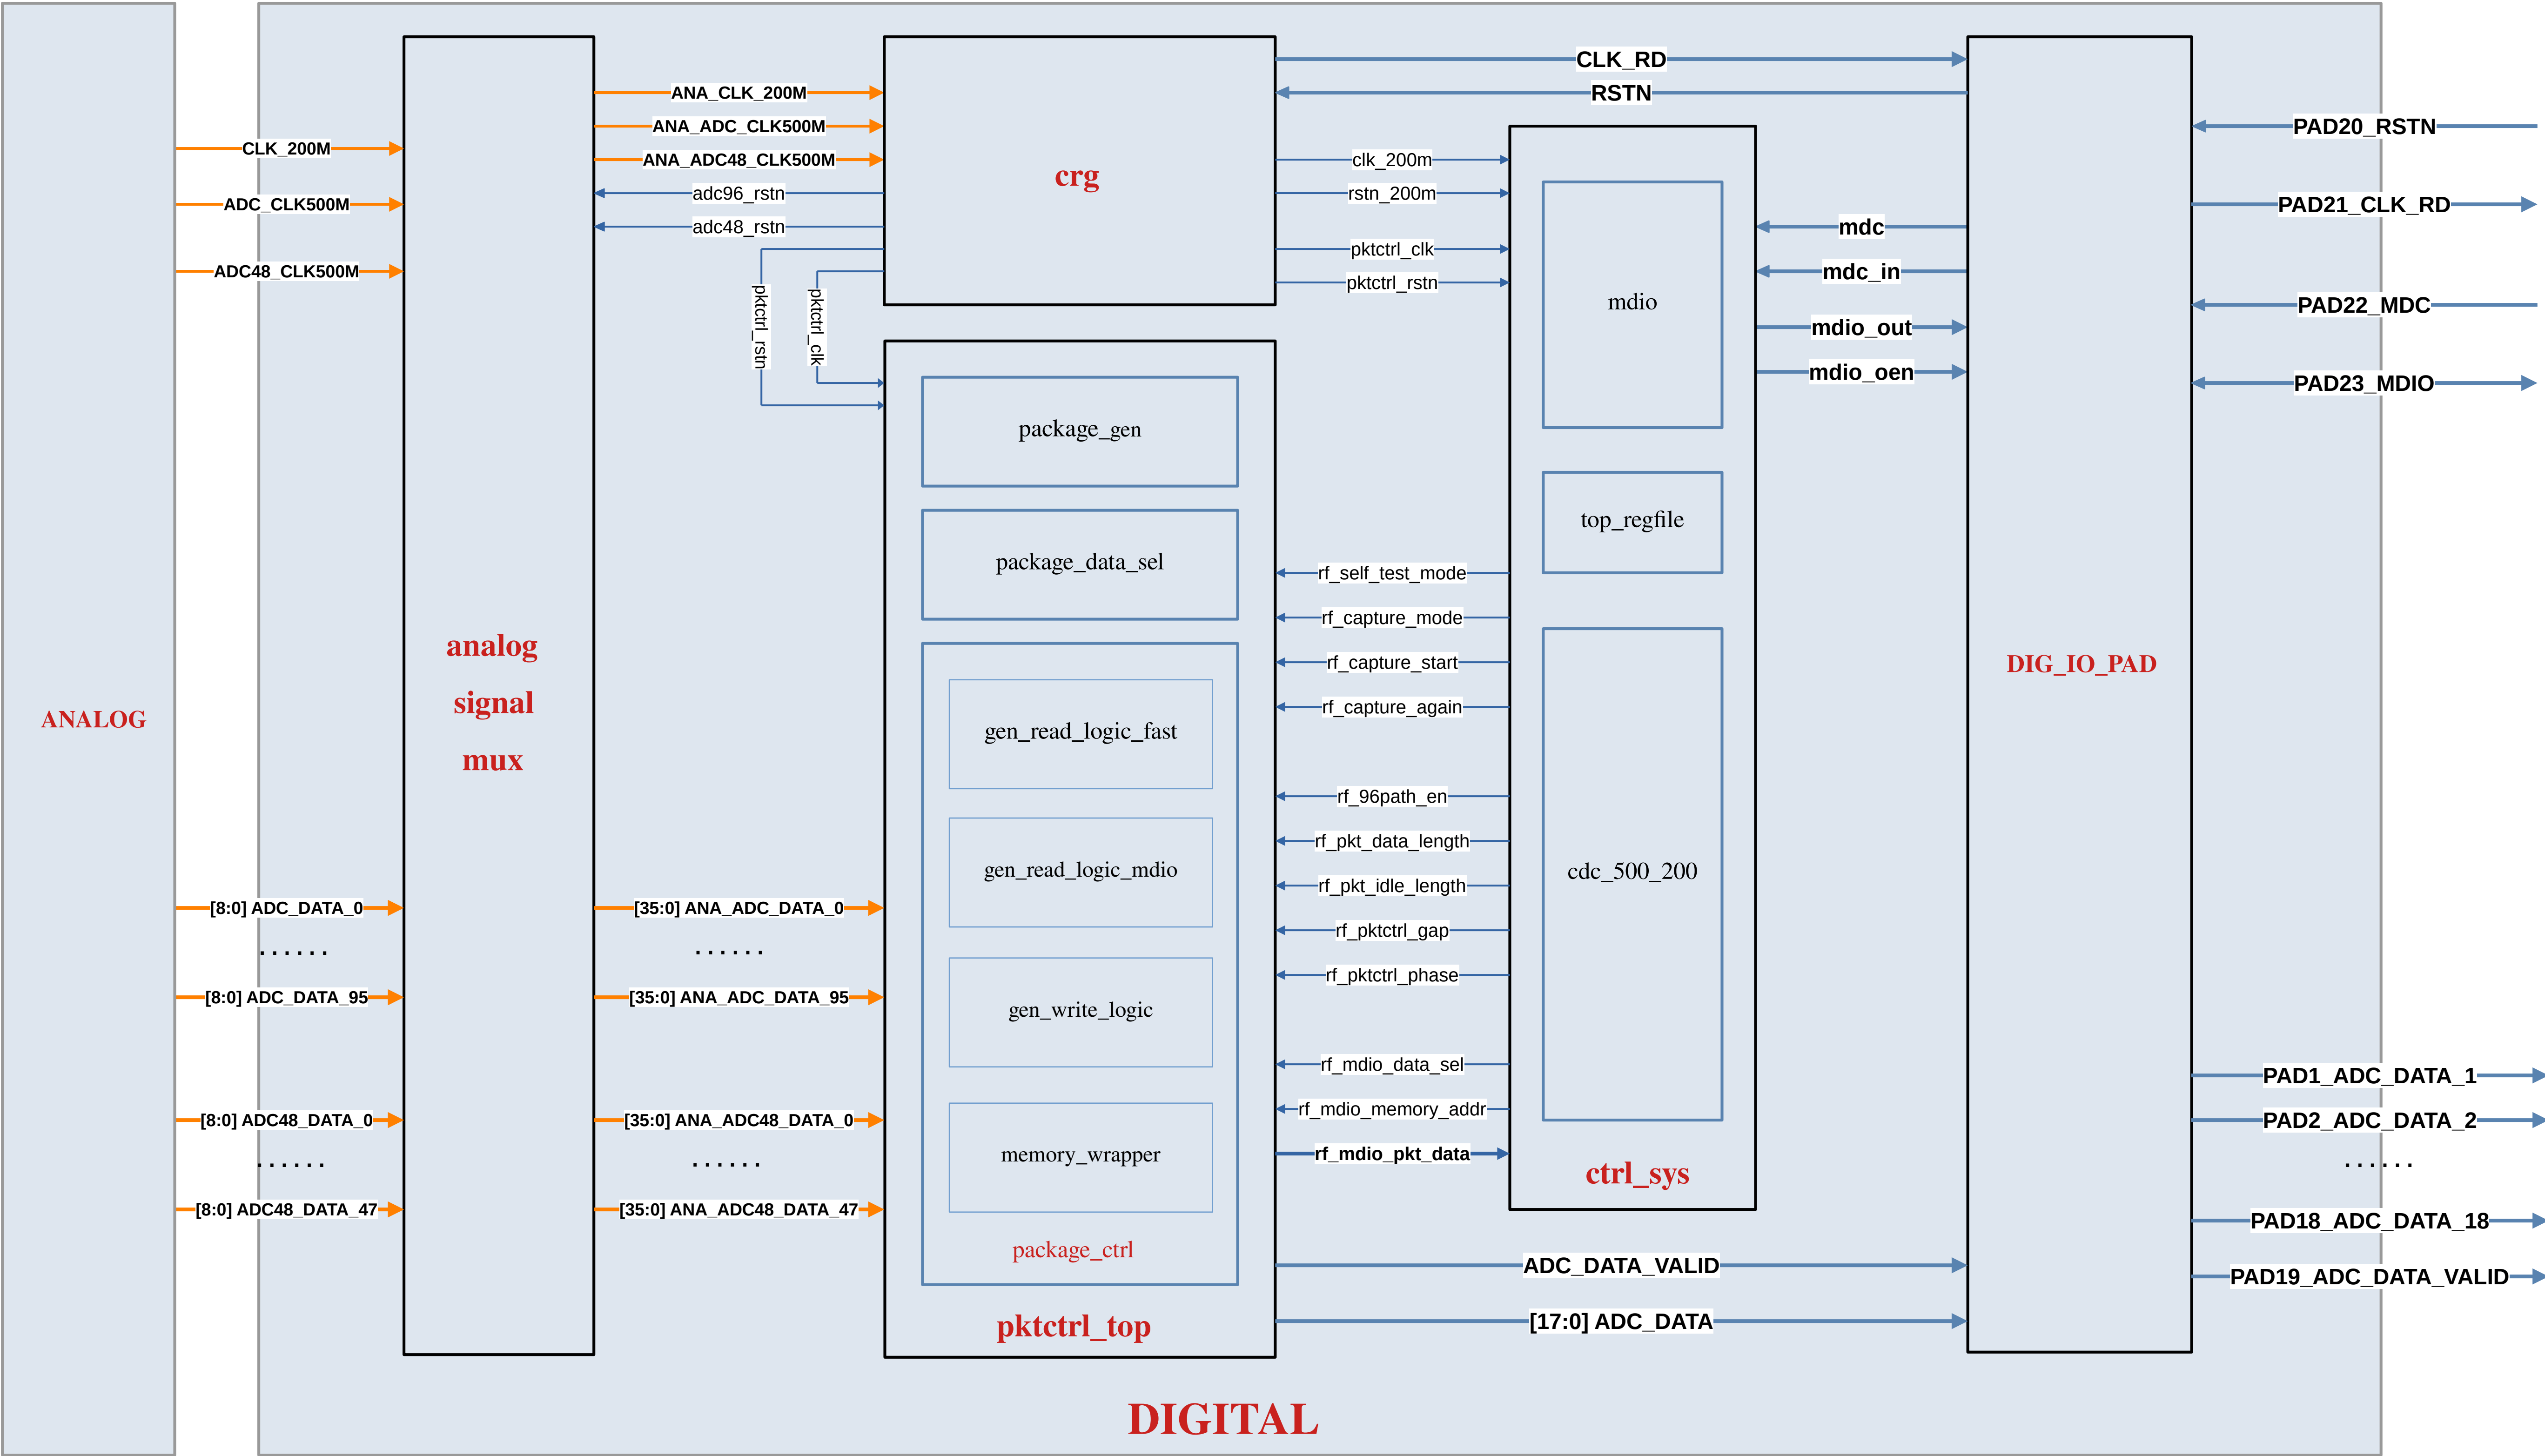 ANALOG
CLK_200M
ADC_CLK500M
ADC48_CLK500M
[8:0] ADC_DATA_0
......
[8:0] ADC_DATA_95
[8:0] ADC48_DATA_0
......
[8:0] ADC48_DATA_47
analog
signal
mux
ANA_CLK_200M
ANA_ADC_CLK500M
ANA_ADC48_CLK500M
adc96_rstn
adc48_rstn
pktctrl_rstn
pktctrl_clk
[35:0] ANA_ADC_DATA_0
......
[35:0] ANA_ADC_DATA_95
[35:0] ANA_ADC48_DATA_0
......
[35:0] ANA_ADC48_DATA_47
crg
package_gen
package_data_sel
gen_read_logic_fast
gen_read_logic_mdio
gen_write_logic
memory_wrapper
package_ctrl
pktctrl_top
CLK_RD
RSTN
clk_200m
rstn_200m
pktctrl_clk
pktctrl_rstn
rf_self_test_mode
rf_capture_mode
rf_capture_start
rf_capture_again
rf_96path_en
rf_pkt_data_length
rf_pkt_idle_length
rf_pktctrl_gap
rf_pktctrl_phase
rf_mdio_data_sel
rf_mdio_memory_addr
rf_mdio_pkt_data
mdio
top_regfile
cdc_500_200
ctrl_sys
mdc
mdc_in
mdio_out
mdio_oen
ADC_DATA_VALID
[17:0] ADC_DATA
DIG_IO_PAD
PAD20_RSTN
PAD21_CLK_RD
PAD22_MDC
PAD23_MDIO
PAD1_ADC_DATA_1
PAD2_ADC_DATA_2
......
PAD18_ADC_DATA_18
PAD19_ADC_DATA_VALID
DIGITAL